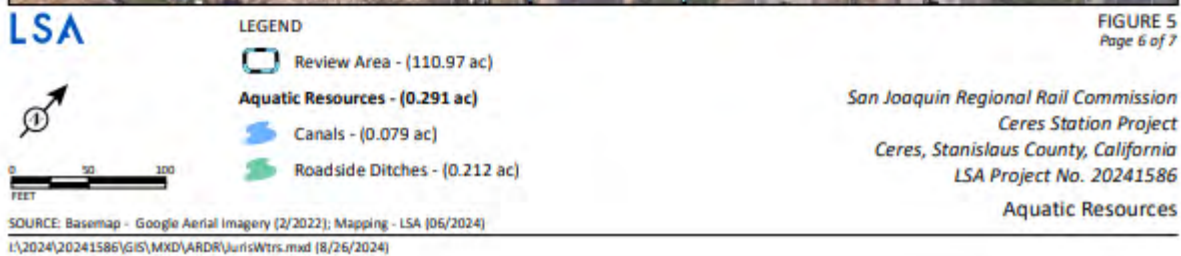 LSA
LEGEND
Review Area - (110.97 ac)
Aquatic Resources - (0.291 ac)
Canals - (0.079 ac)
Roadside Ditches - (0.212 ac)
0 50 100
FEET
SOURCE: Basemap - Google Aerial Imagery (2/2022); Mapping - LSA (06/2024)
I:\2024\20241586\GIS\MXD\ARDR\JurisWtrs.mxd (8/26/2024)
FIGURE 5
Page 6 of 7
San Joaquin Regional Rail Commission
Ceres Station Project
Ceres, Stanislaus County, California
LSA Project No. 20241586
Aquatic Resources